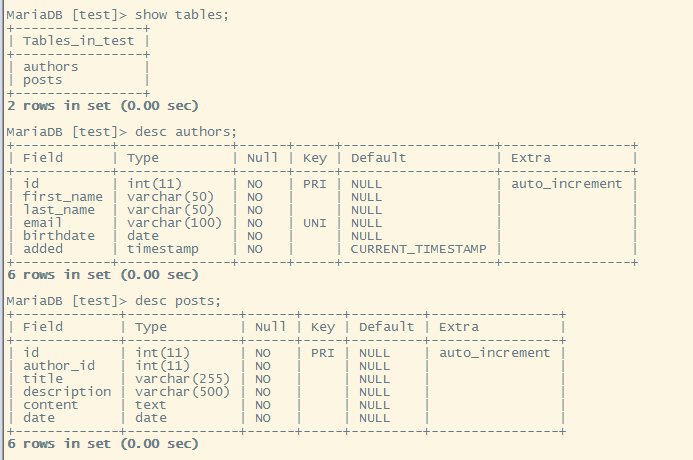 MariaDB [test]> show tables;
+----------------+
| Tables_in_test |
+----------------+
| authors        |
| posts          |
+----------------+
2 rows in set (0.00 sec)
MariaDB [test]> desc authors;
+------------+--------------+------+-----+-------------------+----------------+
| Field      | Type         | Null | Key | Default           | Extra          |
+------------+--------------+------+-----+-------------------+----------------+
| id         | int(11)      | NO   | PRI | NULL              | auto_increment |
| first_name | varchar(50)  | NO   |     | NULL              |                |
| last_name  | varchar(50)  | NO   |     | NULL              |                |
| email      | varchar(100) | NO   | UNI | NULL              |                |
| birthdate  | date         | NO   |     | NULL              |                |
| added      | timestamp    | NO   |     | CURRENT_TIMESTAMP |                |
+------------+--------------+------+-----+-------------------+----------------+
6 rows in set (0.00 sec)
MariaDB [test]> desc posts;
+-------------+--------------+------+-----+---------+----------------+
| Field       | Type         | Null | Key | Default | Extra          |
+-------------+--------------+------+-----+---------+----------------+
| id          | int(11)      | NO   | PRI | NULL    | auto_increment |
| author_id   | int(11)      | NO   |     | NULL    |                |
| title       | varchar(255) | NO   |     | NULL    |                |
| description | varchar(500) | NO   |     | NULL    |                |
| content     | text         | NO   |     | NULL    |                |
| date        | date         | NO   |     | NULL    |                |
+-------------+--------------+------+-----+---------+----------------+
6 rows in set (0.00 sec)